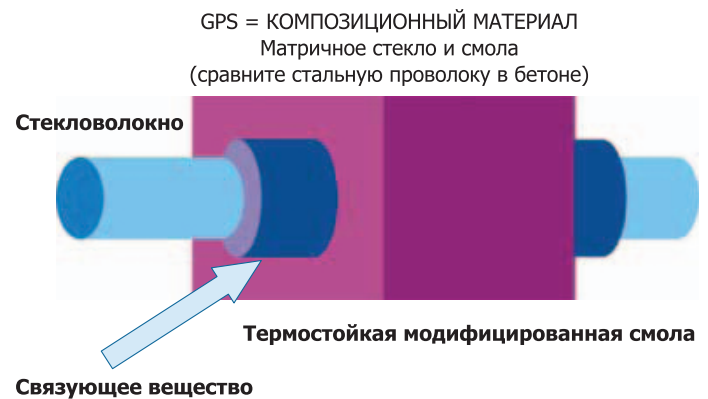 GPS = КОМПОЗИЦИОННЫЙ МАТЕРИАЛ
Матричное стекло и смола
(сравните стальную проволоку в бетоне)
Стекловолокно
Термостойкая модифицированная смола
Связующее вещество